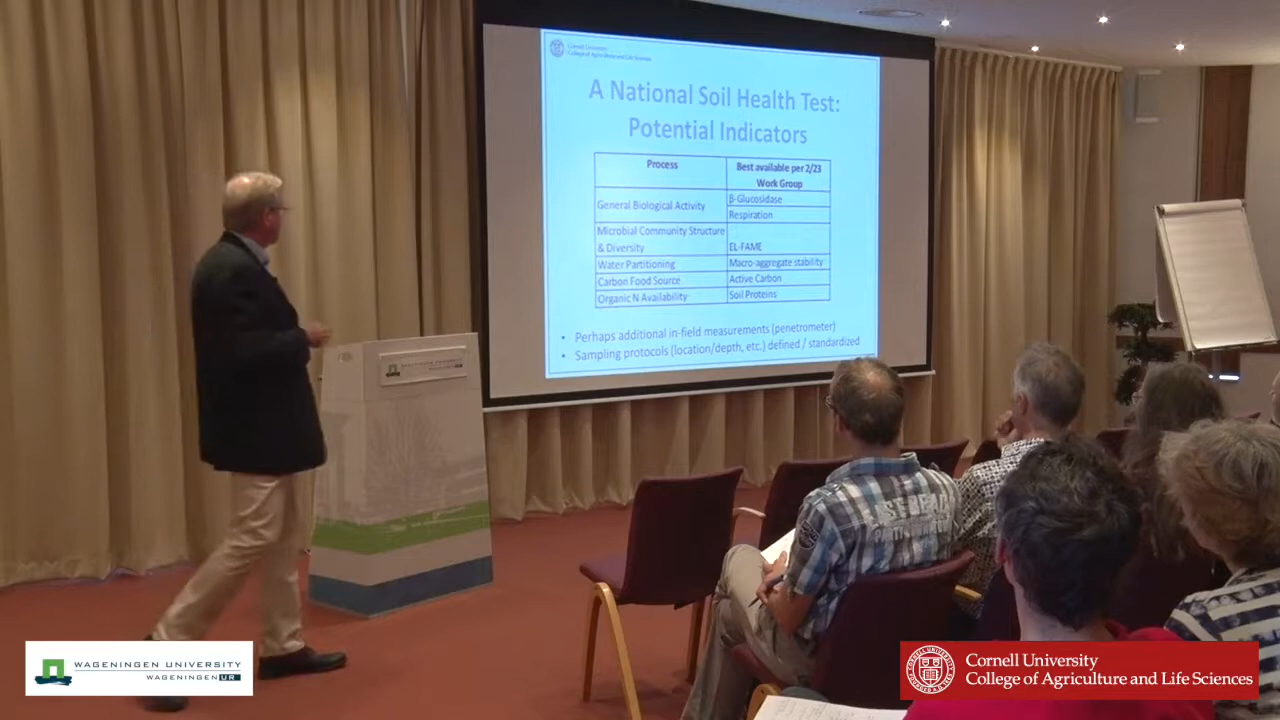 Cornell University
College of Agriculture and Life Sciences
A National Soil Health Test:
Potential Indicators
Process
Best available per 2/23
Work Group
General Biological Activity
β-Glucosidase
Respiration
Microbial Community Structure
& Diversity
EL-FAME
Water Partitioning
Macro-aggregate stability
Carbon Food Source
Active Carbon
Organic N Availability
Soil Proteins
• Perhaps additional in-field measurements (penetrometer)
• Sampling protocols (location/depth, etc.) defined / standardized
WAGENINGEN UNIVERSITY
WAGENINGEN UNIVERSITY
WAGENINGEN UR
Cornell University
College of Agriculture and Life Sciences